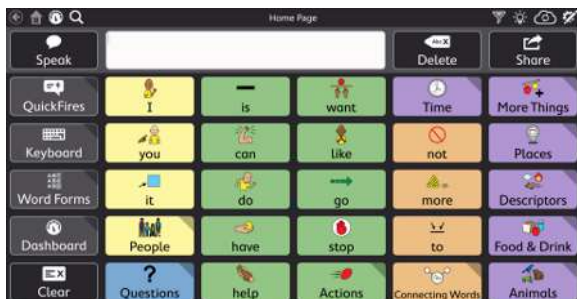 Home Page
Speak
Abc X
Delete
Share
QuickFires
I
is
want
Time
More Things
Keyboard
you
can
like
not
Places
Word Forms
it
do
go
more
Descriptors
Dashboard
People
have
stop
to
Food & Drink
Clear
Questions
help
Actions
Connecting Words
Animals